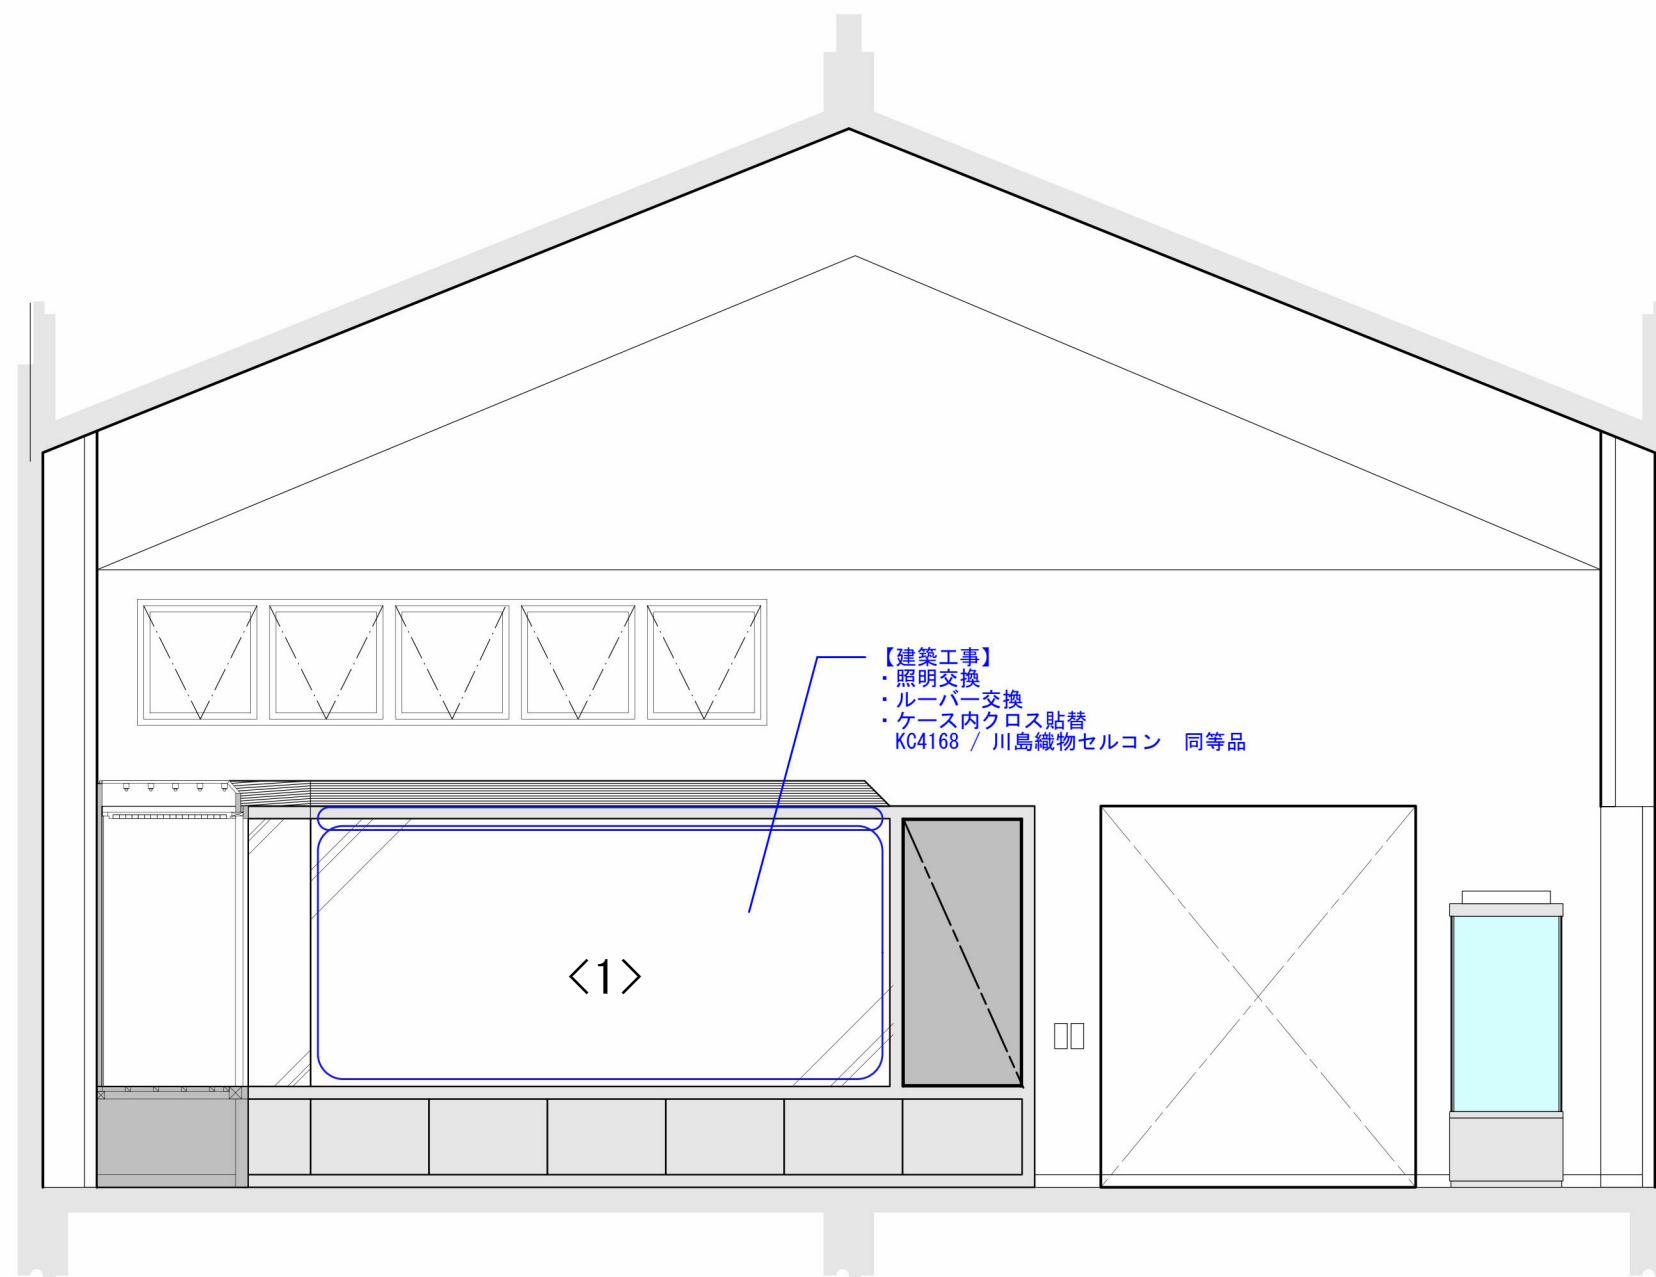 【建築工事】
・照明交換
・ルーバー交換
・ケース内クロス貼替
KC4168 / 川島織物セルコン　同等品
<1>